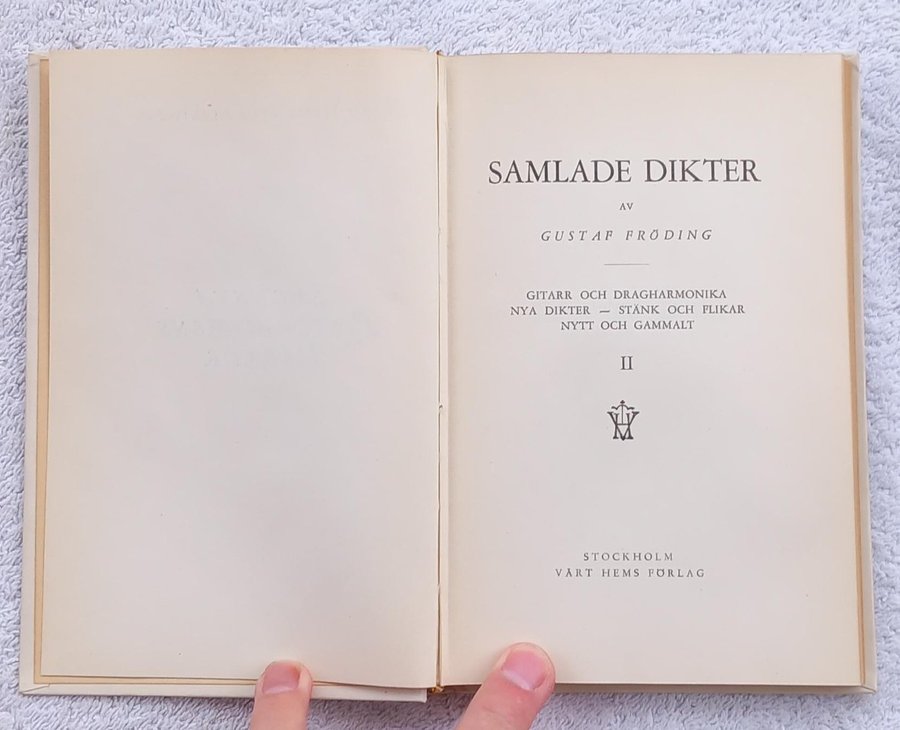 SAMLADE DIKTER
AV
GUSTAF FRÖDING
GITARR OCH DRAGHARMONIKA
NYA DIKTER — STÄNK OCH FLIKAR
NYTT OCH GAMMALT
II
STOCKHOLM
VÅRT HEMS FÖRLAG